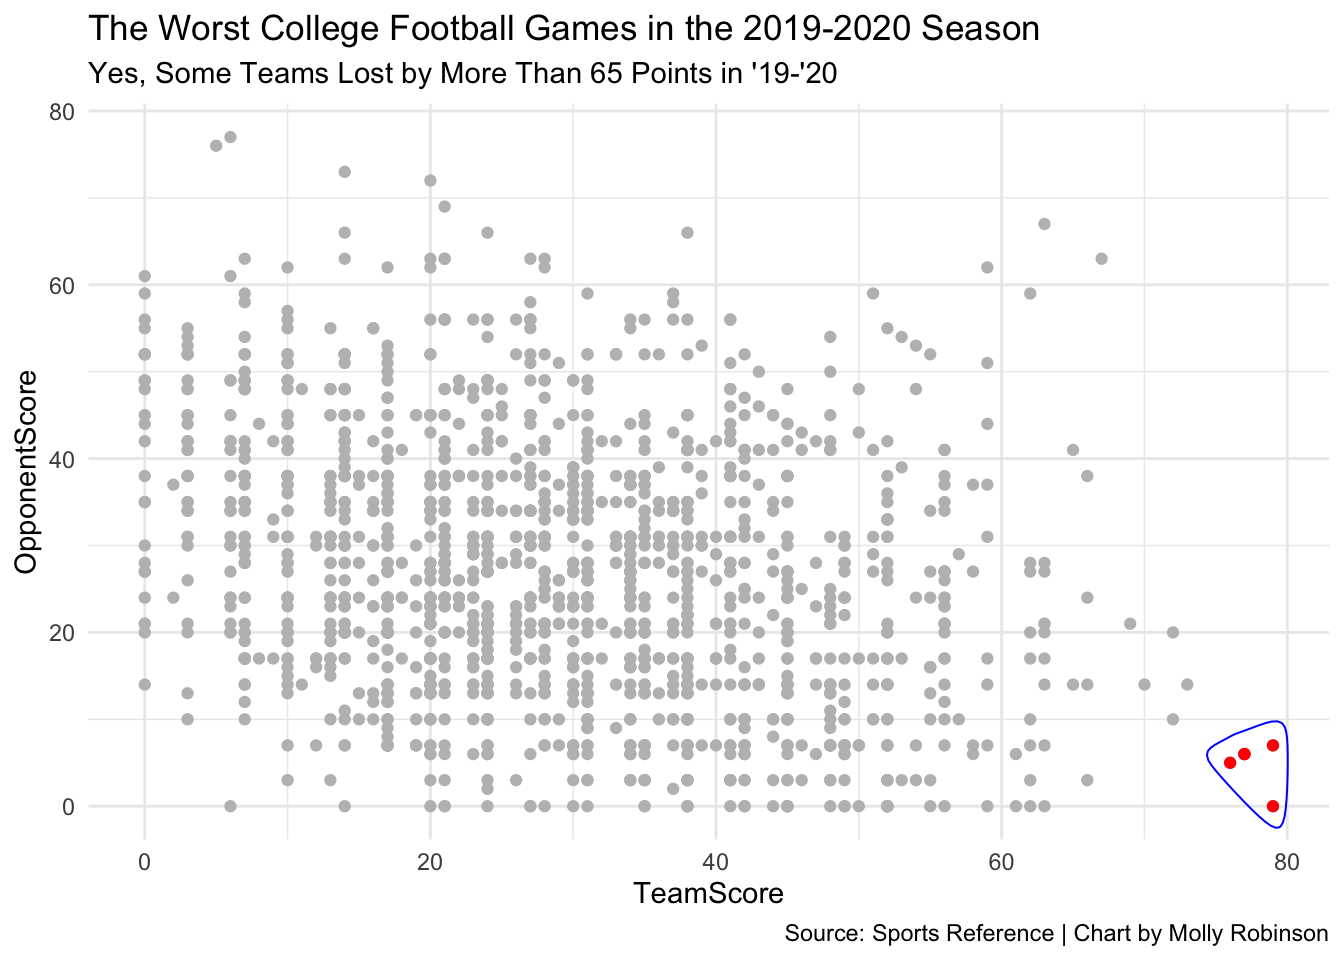 The Worst College Football Games in the 2019-2020 Season
Yes, Some Teams Lost by More Than 65 Points in '19-'20
80
60
40
20
0
OpponentScore
0 20 40 60 80
TeamScore
Source: Sports Reference | Chart by Molly Robinson